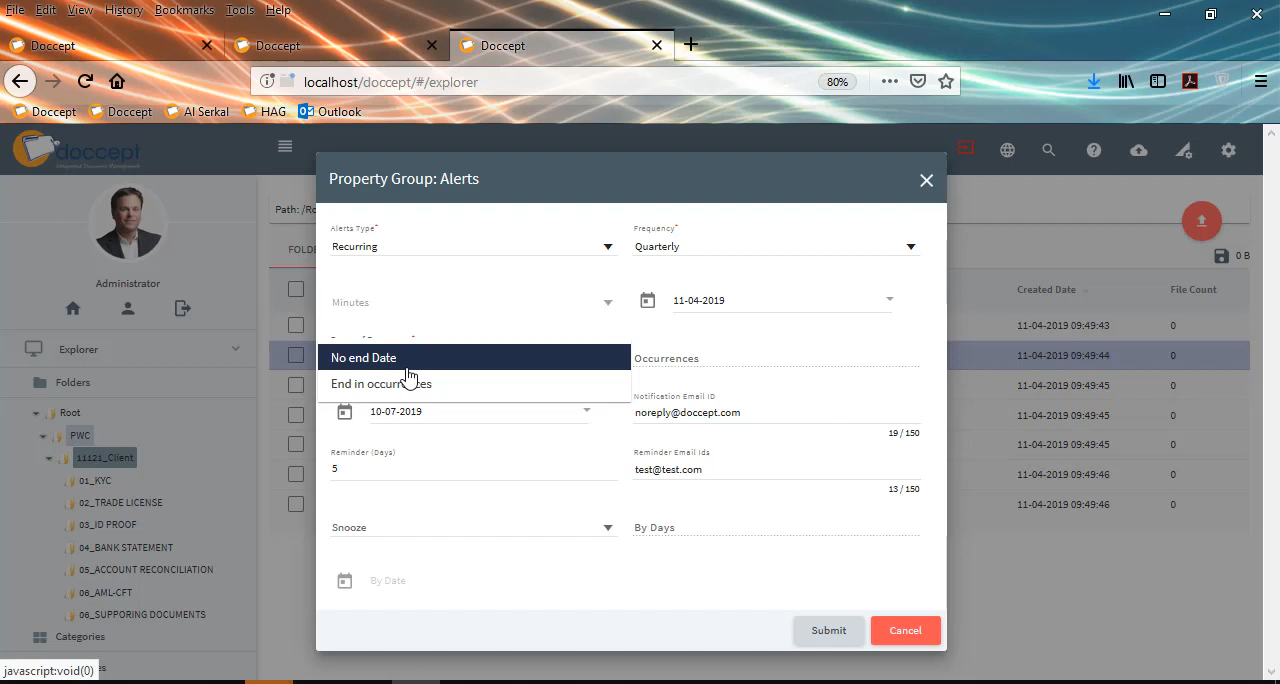 File Edit View History Bookmarks Tools Help
Doccept Doccept Doccept
localhost/doccept/#/explorer 80%
Doccept Doccept Al Serkal HAG Outlook
doccept
Property Group: Alerts
Path: /Ro
Alerts Type* Frequency*
Recurring Quarterly
FOLDE
0 B
Administrator
Created Date File Count
Minutes 11-04-2019
11-04-2019 09:49:43 0
Explorer
No end Date Occurrences
11-04-2019 09:49:44 0
Folders
End in occurrences
11-04-2019 09:49:45 0
Notification Email ID
Root
10-07-2019 noreply@doccept.com
11-04-2019 09:49:45 0
PWC
19 / 150
11-04-2019 09:49:45 0
11121_Client
Reminder (Days) Reminder Email Ids
5 test@test.com
11-04-2019 09:49:46 0
01_KYC
13 / 150
02_TRADE LICENSE
11-04-2019 09:49:46 0
03_ID PROOF
Snooze By Days
04_BANK STATEMENT
05_ACCOUNT RECONCILIATION
By Date
06_AML-CFT
06_SUPPORING DOCUMENTS
Submit Cancel
Categories
javascript:void(0)